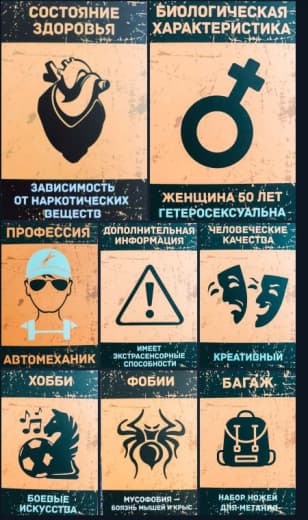 СОСТОЯНИЕ
ЗДОРОВЬЯ
ЗАВИСИМОСТЬ
ОТ НАРКОТИЧЕСКИХ
ВЕЩЕСТВ
БИОЛОГИЧЕСКАЯ
ХАРАКТЕРИСТИКА
ЖЕНЩИНА 50 ЛЕТ
ГЕТЕРОСЕКСУАЛЬНА
ПРОФЕССИЯ
АВТОМЕХАНИК
ДОПОЛНИТЕЛЬНАЯ
ИНФОРМАЦИЯ
ИМЕЕТ
ЭКСТРАСЕНСОРНЫЕ
СПОСОБНОСТИ
ЧЕЛОВЕЧЕСКИЕ
КАЧЕСТВА
КРЕАТИВНЫЙ
ХОББИ
БОЕВЫЕ
ИСКУССТВА
ФОБИИ
МУСОФОБИЯ —
БОЯЗНЬ МЫШЕЙ И КРЫС
БАГАЖ
НАБОР НОЖЕЙ
ДЛЯ МЕТАНИЯ